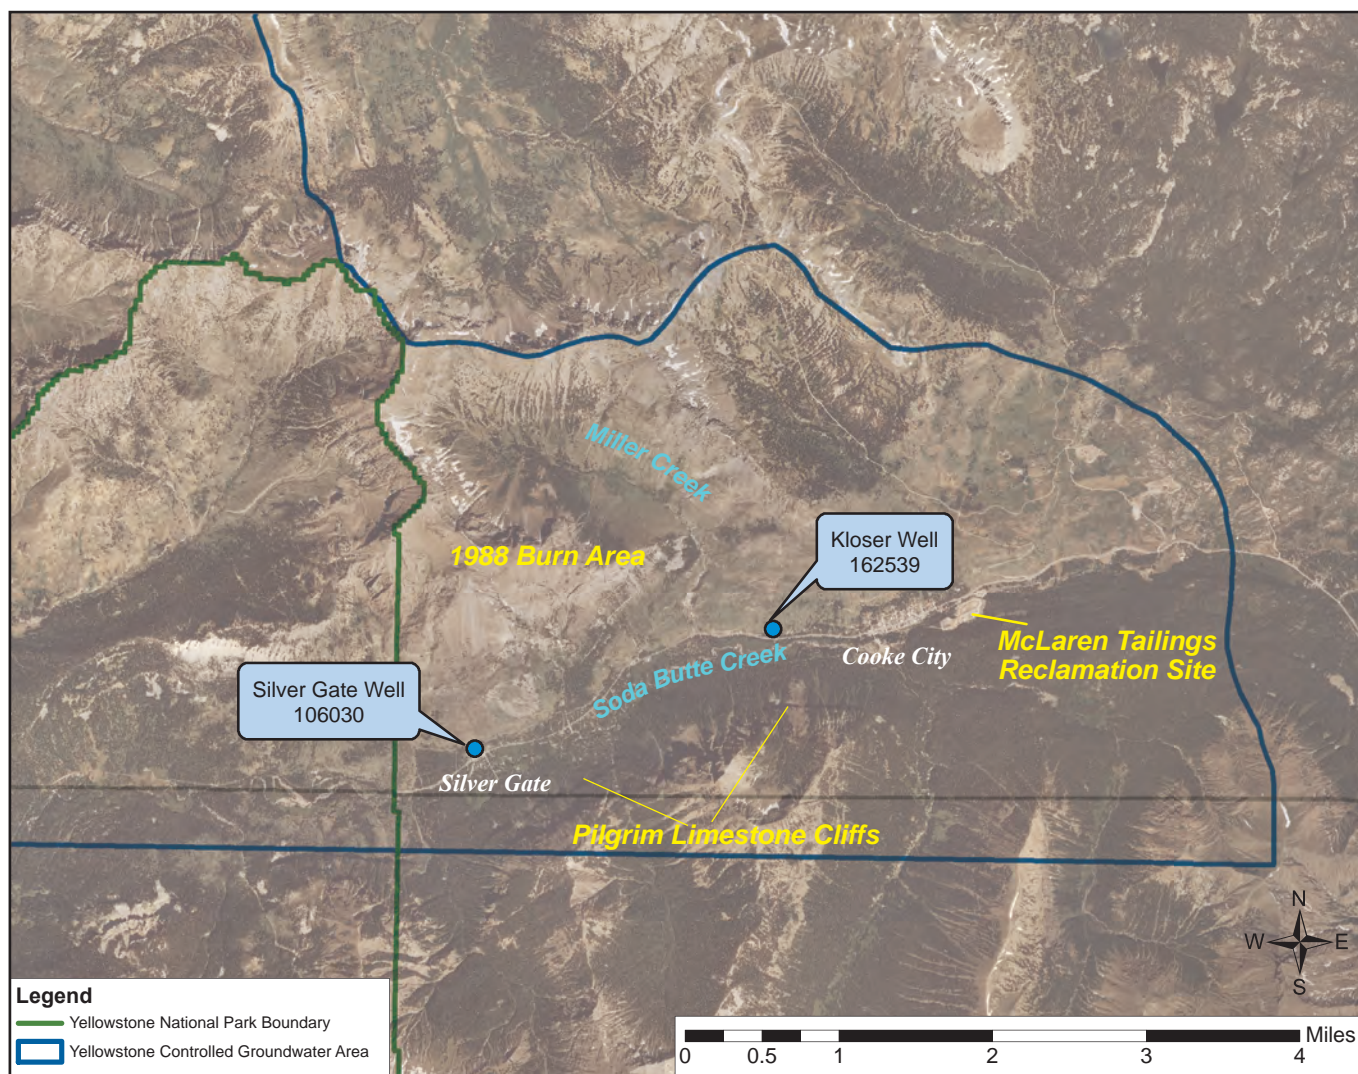 Miller Creek
1988 Burn Area
Kloser Well
162539
Cooke City
McLaren Tailings
Reclamation Site
Soda Butte Creek
Silver Gate Well
106030
Silver Gate
Pilgrim Limestone Cliffs
N
W E
S
Legend
Yellowstone National Park Boundary
Yellowstone Controlled Groundwater Area
Miles
0 0.5 1 2 3 4